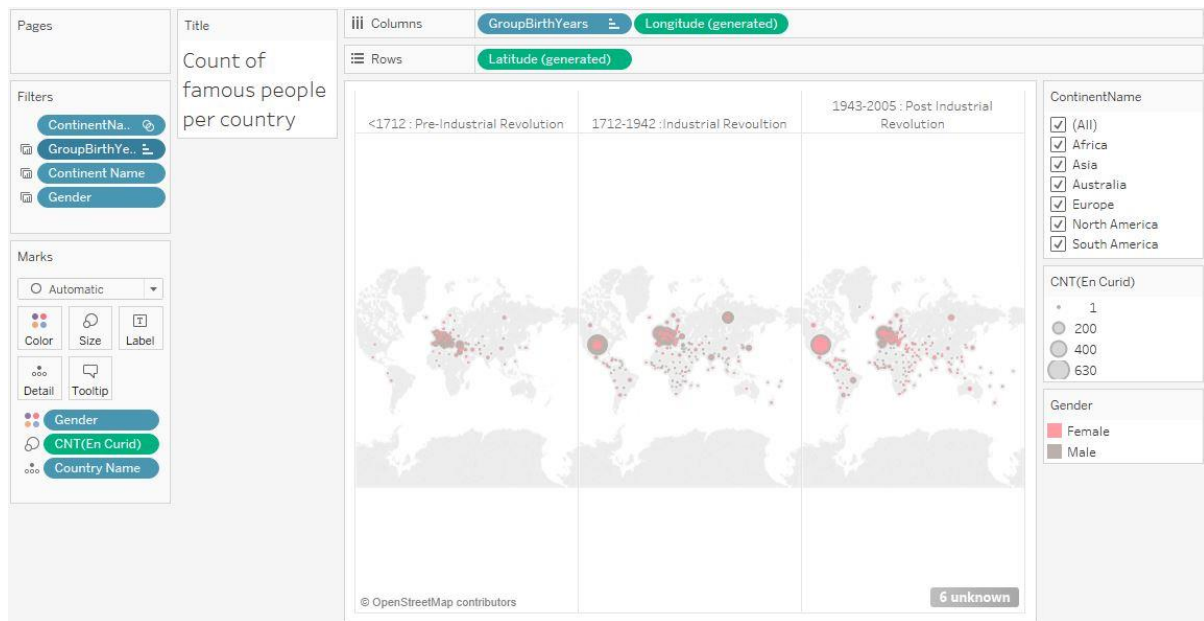 Pages
Title
Count of
famous people
per country
Columns
GroupBirthYears
Longitude (generated)
Rows
Latitude (generated)
Filters
ContinentNa..
GroupBirthYe..
Continent Name
Gender
Marks
Automatic
Color
Size
Label
Detail
Tooltip
Gender
CNT(En Curid)
Country Name
<1712 : Pre-Industrial Revolution
1712-1942 :Industrial Revoultion
1943-2005 : Post Industrial
Revolution
© OpenStreetMap contributors
6 unknown
ContinentName
(All)
Africa
Asia
Australia
Europe
North America
South America
CNT(En Curid)
1
200
400
630
Gender
Female
Male